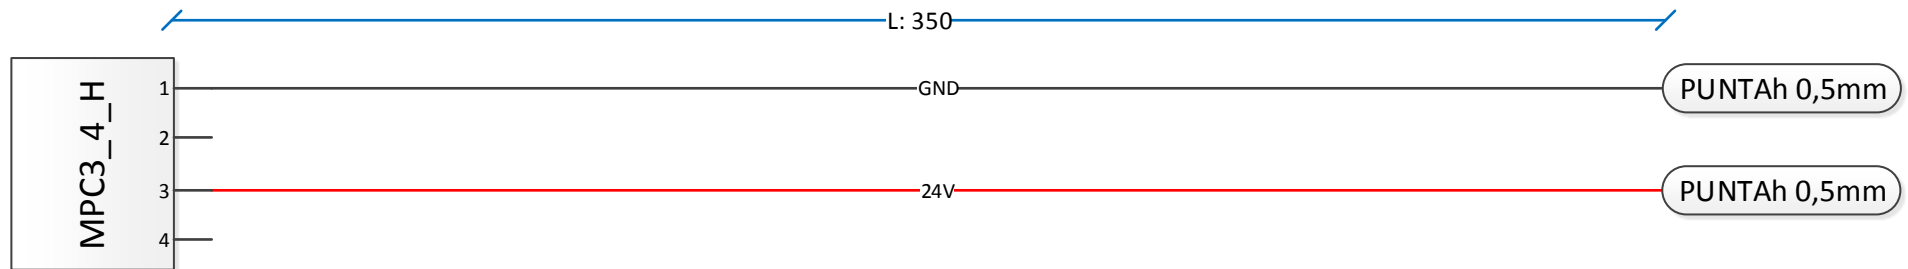 L: 350
MPC3_4_H
1
GND
PUNTAh 0,5mm
2
3
24V
PUNTAh 0,5mm
4